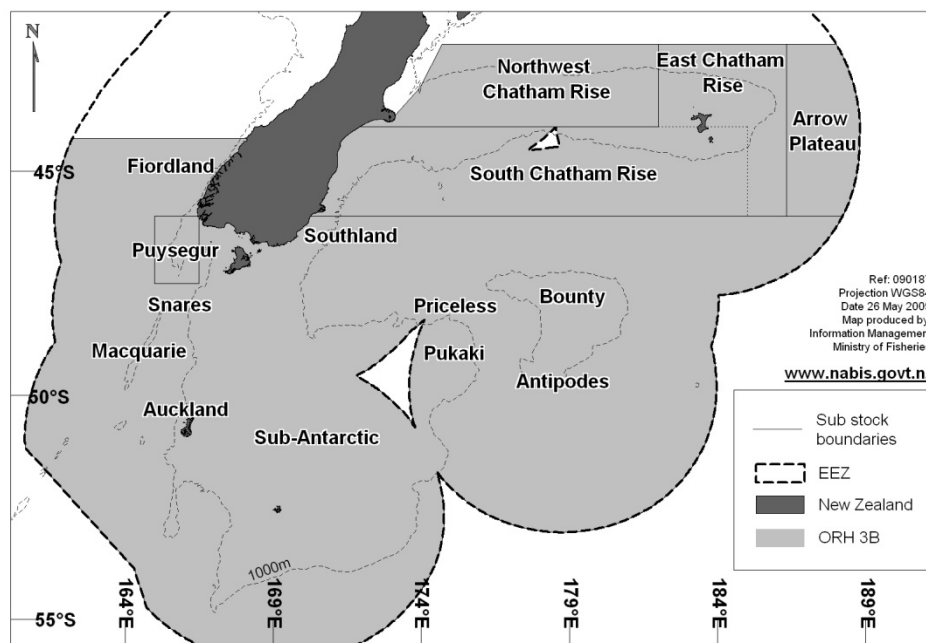 N
Northwest
Chatham Rise
East Chatham
Rise
Arrow
Plateau
45°S
Fiordland
South Chatham Rise
Puysegur
Southland
Snares
Priceless
Bounty
Macquarie
Pukaki
Antipodes
50°S
Auckland
Sub-Antarctic
1000m
55°S
164°E
169°E
174°E
179°E
184°E
189°E
Ref: 090187
Projection WGS84
Date 26 May 2009
Map produced by
Information Management
Ministry of Fisheries
www.nabis.govt.n
Sub stock
boundaries
EEZ
New Zealand
ORH 3B